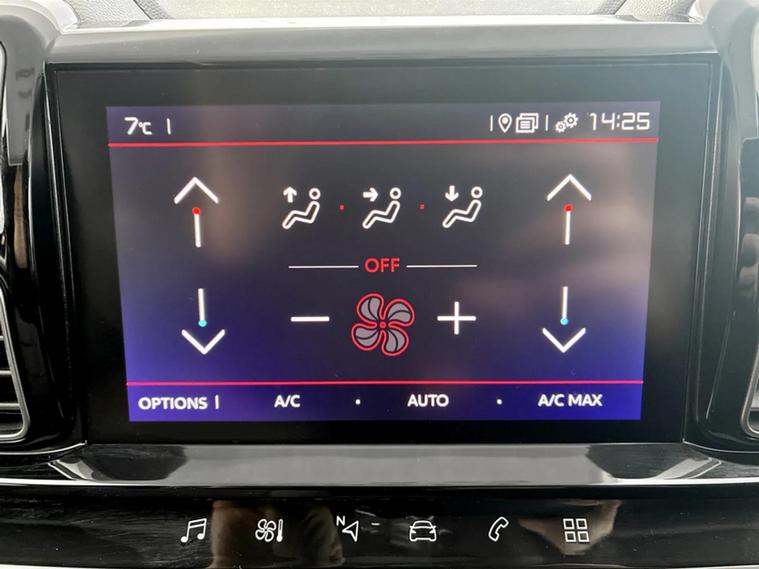 7°C 14:25
OFF
OPTIONS A/C AUTO A/C MAX
N